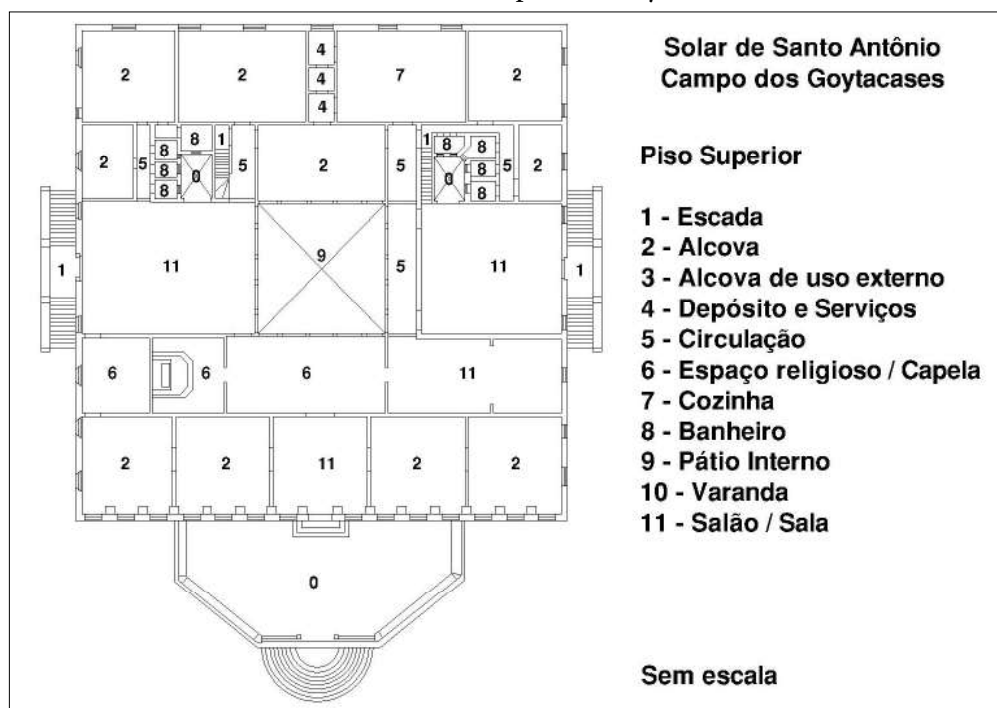 Solar de Santo Antônio
Campo dos Goytacases
Piso Superior
1 - Escada
2 - Alcova
3 - Alcova de uso externo
4 - Depósito e Serviços
5 - Circulação
6 - Espaço religioso / Capela
7 - Cozinha
8 - Banheiro
9 - Pátio Interno
10 - Varanda
11 - Salão / Sala
Sem escala
2 2 4 7 2
4
4
2 5 8 1 5 2 5 1 8 8 5 2
8 8
8 0 0 8
8 8
1 11 9 5 11 1
6 6 6 11
2 2 11 2 2
0